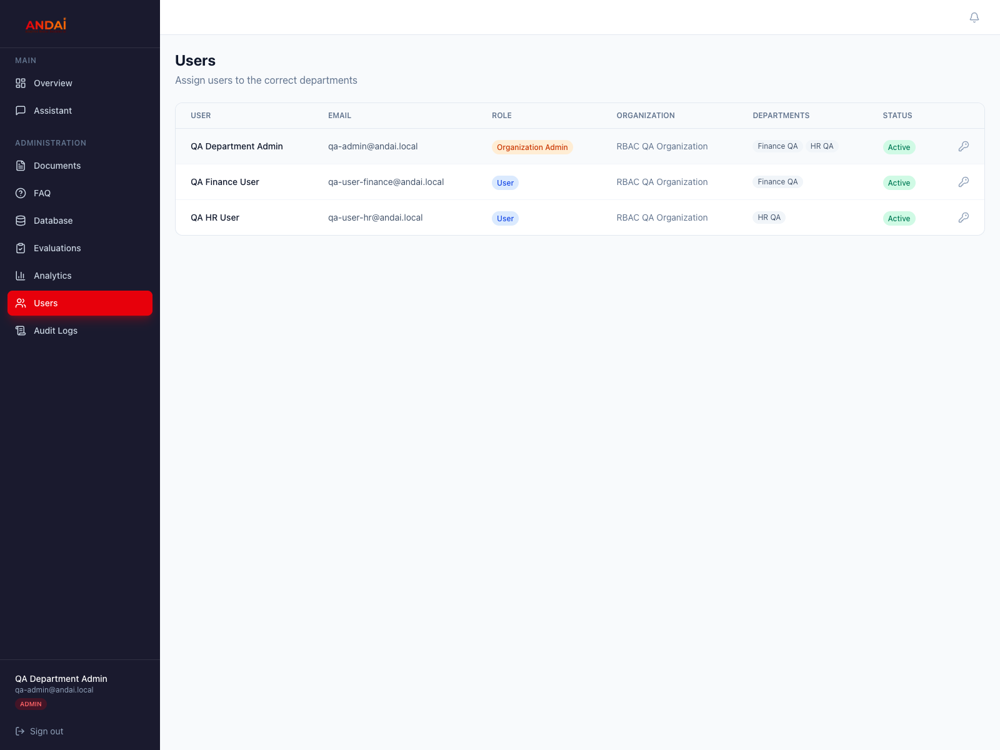 ANDAi
MAIN
Overview
Assistant
ADMINISTRATION
Documents
FAQ
Database
Evaluations
Analytics
Users
Audit Logs
QA Department Admin
qa-admin@andai.local
ADMIN
Sign out
Users
Assign users to the correct departments
USER EMAIL ROLE ORGANIZATION DEPARTMENTS STATUS
QA Department Admin qa-admin@andai.local Organization Admin RBAC QA Organization Finance QA HR QA Active
QA Finance User qa-user-finance@andai.local User RBAC QA Organization Finance QA Active
QA HR User qa-user-hr@andai.local User RBAC QA Organization HR QA Active